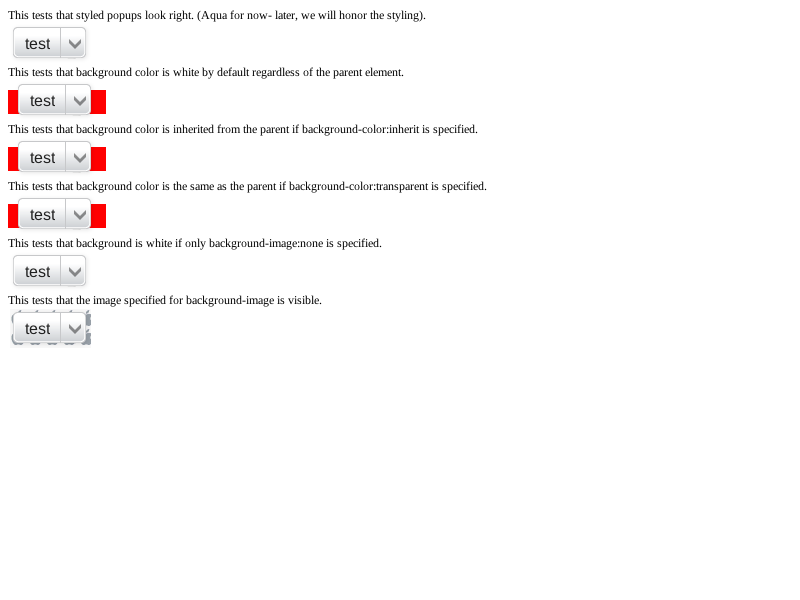 This tests that styled popups look right. (Aqua for now- later, we will honor the styling).
test
This tests that background color is white by default regardless of the parent element.
test
This tests that background color is inherited from the parent if background-color:inherit is specified.
test
This tests that background color is the same as the parent if background-color:transparent is specified.
test
This tests that background is white if only background-image:none is specified.
test
This tests that the image specified for background-image is visible.
test